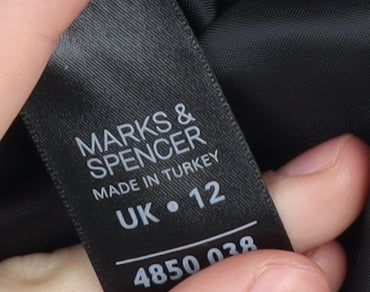 MARKS &
SPENCER
MADE IN TURKEY
UK • 12
4850 038